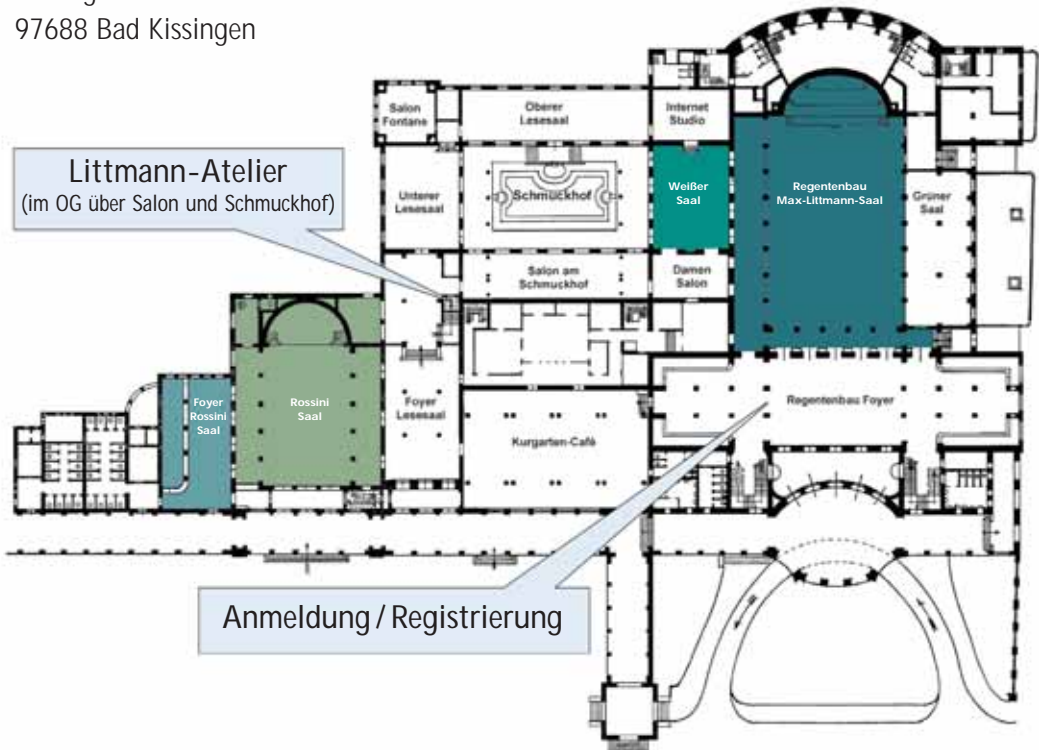 97688 Bad Kissingen
Salon
Fontane
Oberer
Lesesaal
Internet
Studio
Littmann-Atelier
(im OG über Salon und Schmuckhof)
Unterer
Lesesaal
Schmuckhof
Weißer
Saal
Regentenbau
Max-Littmann-Saal
Grüner
Saal
Salon am
Schmuckhof
Damen
Salon
Foyer
Rossini
Saal
Rossini
Saal
Foyer
Lesesaal
Kurgarten-Café
Regentenbau Foyer
Anmeldung / Registrierung